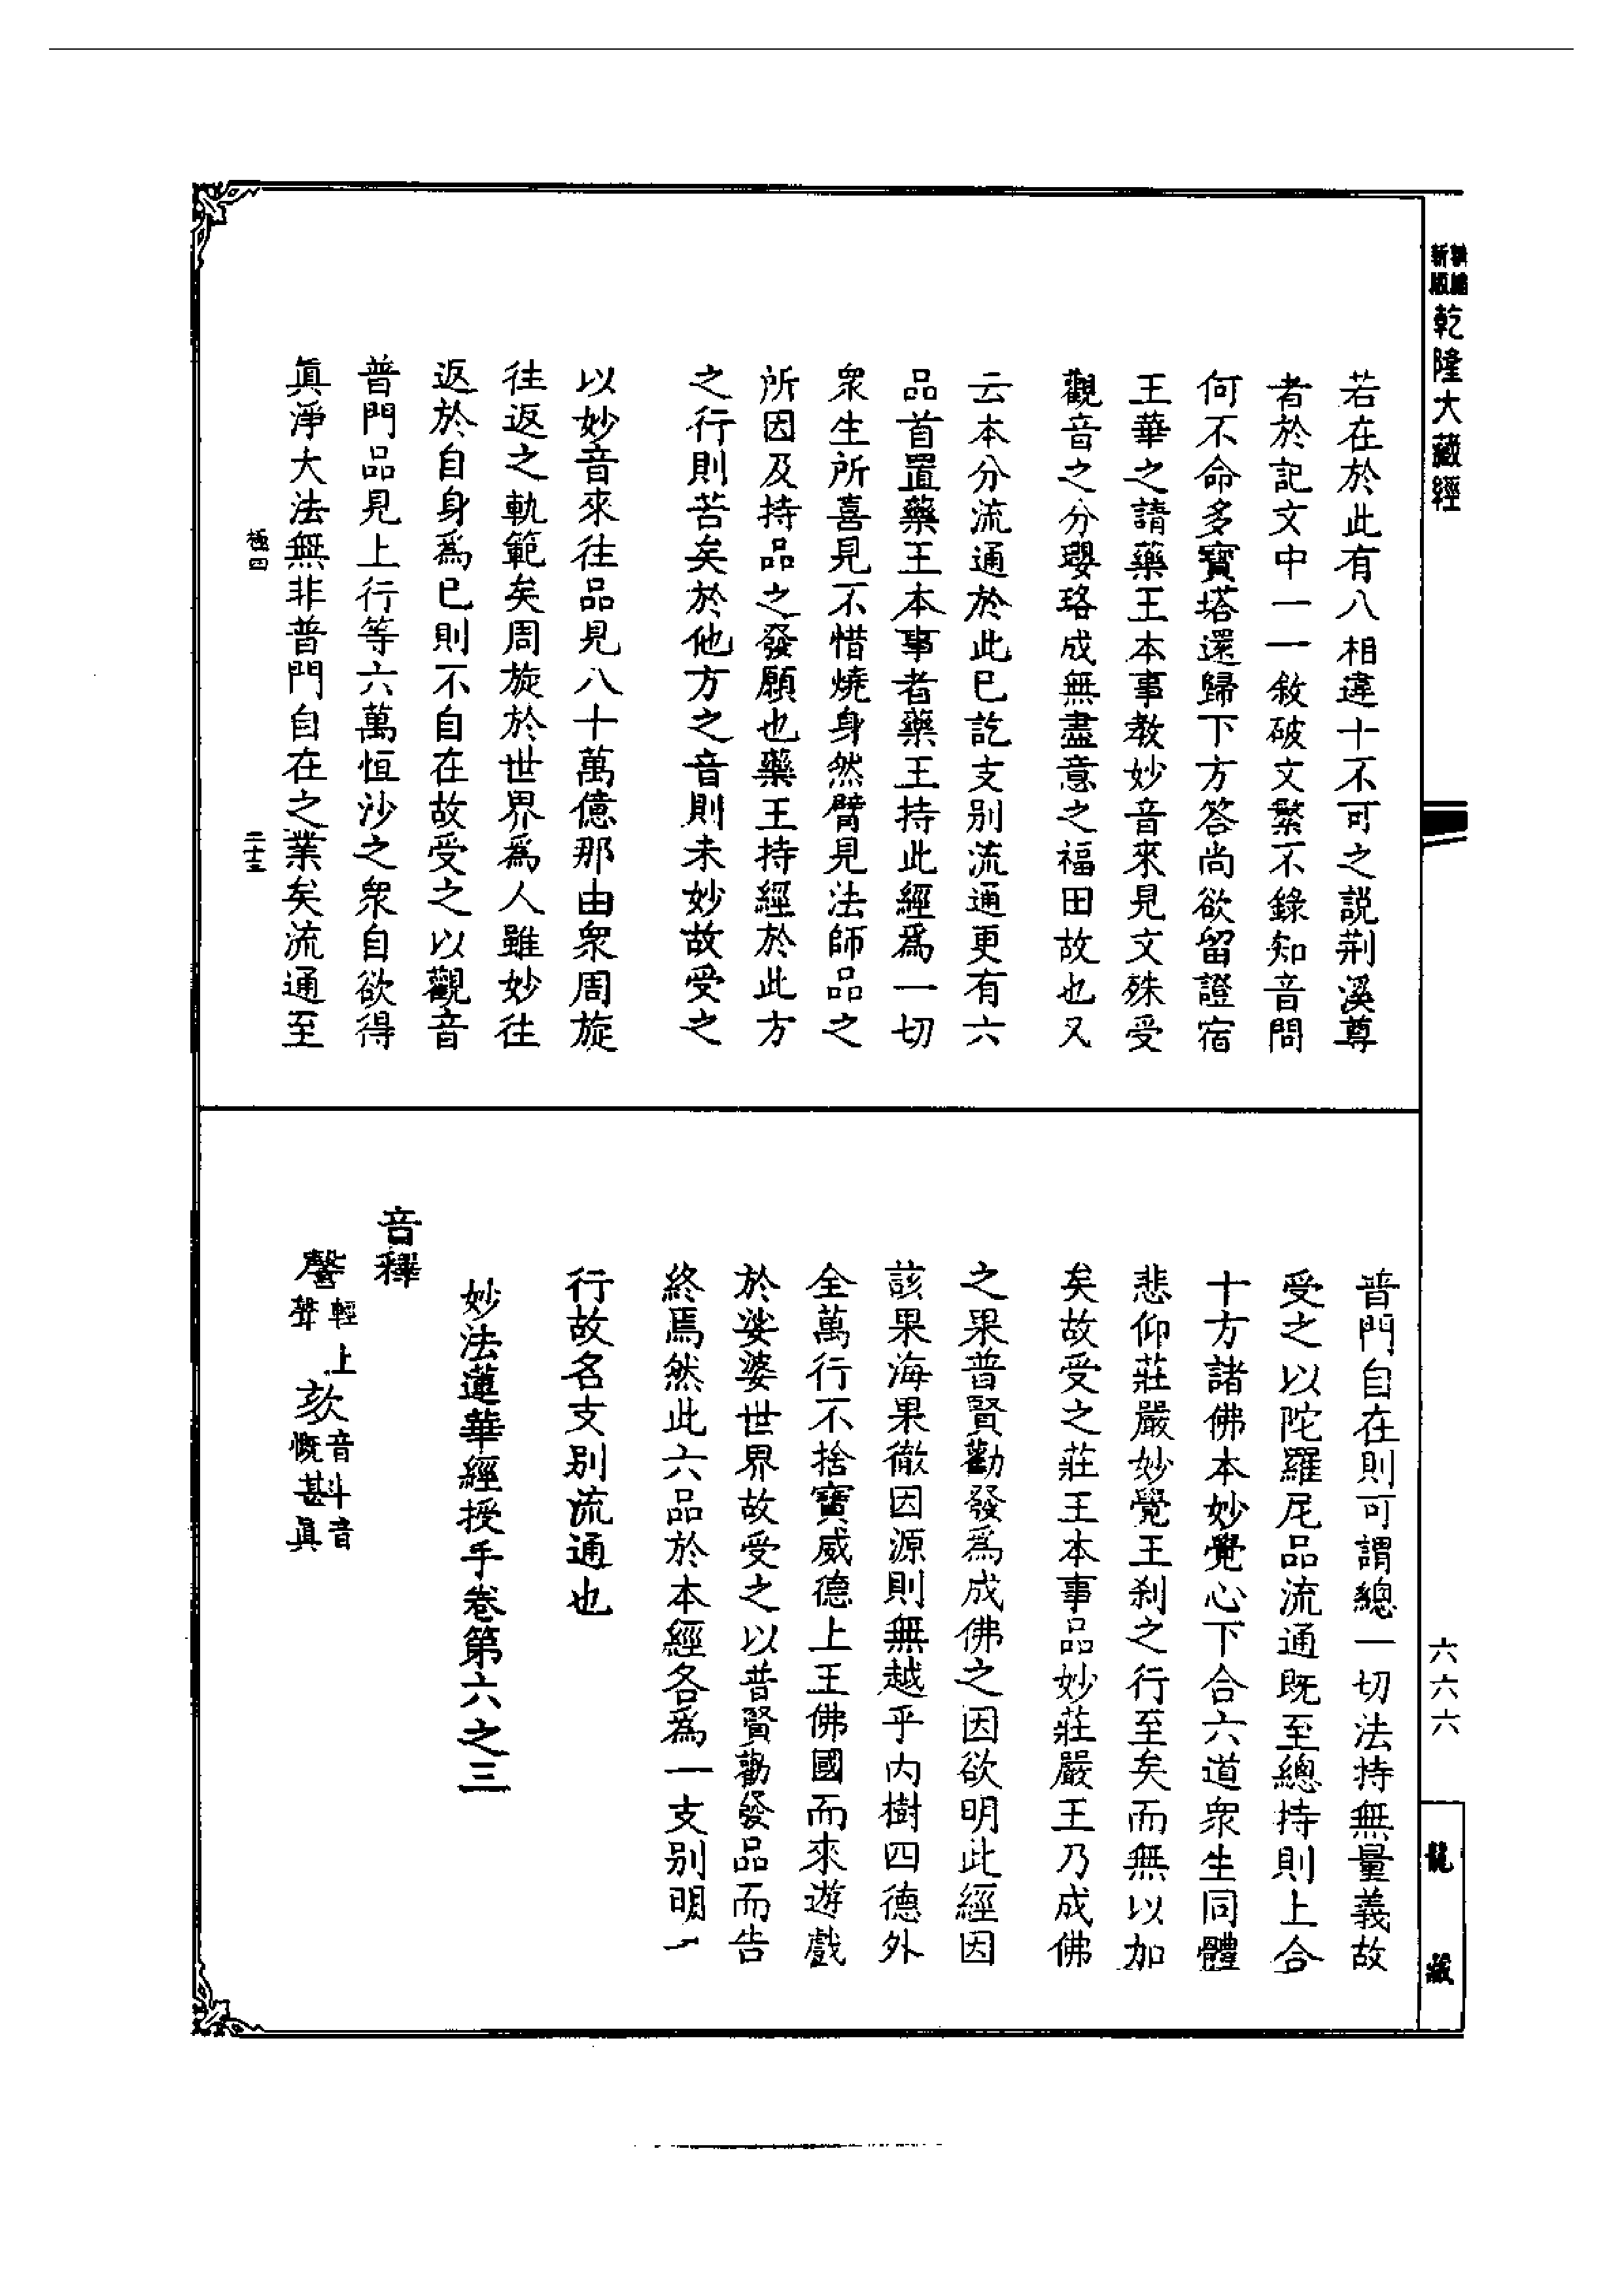 新編縮版乾隆大藏經
若在於此有八相違十不可之説荆溪尊
者於記文中一一敘破文繁不錄知音問
何不命多寶塔還歸下方答尚欲留證宿
王華之請藥王本事教妙音來見文殊受
觀音之分瓔珞成無盡意之福田故也又
云本分流通於此已訖支别流通更有六
品首置藥王本事者藥王持此經爲一切
衆生所喜見不惜燒身然臂見法師品之
所因及持品之發願也藥王持經於此方
之行則苦矣於他方之音則未妙故受之
以妙音來往品見八十萬億那由衆周旋
往返之軌範矣周旋於世界爲人雖妙往
返於自身爲已則不自在故受之以觀音
普門品見上行等六萬恒沙之衆自欲得
眞淨大法無非普門自在之業矣流通至
極四
普門自在則可謂總一切法持無量義故
受之以陀羅尼品流通既至總持則上合
十方諸佛本妙覺心下合六道衆生同體
悲仰莊嚴妙覺王刹之行至矣而無以加
矣故受之莊王本事品妙莊嚴王乃成佛
之果普賢勸發爲成佛之因欲明此經因
該果海果徹因源則無越乎内樹四德外
全萬行不捨寶威德上王佛國而來遊戲
於娑婆世界故受之以普賢勸發品而告
終焉然此六品於本經各爲一支别明一
行故名支别流通也
妙法蓮華經授手卷第六之三
音釋
謦輕上聲 欬音慨 斗音甚眞
六六六
龍藏